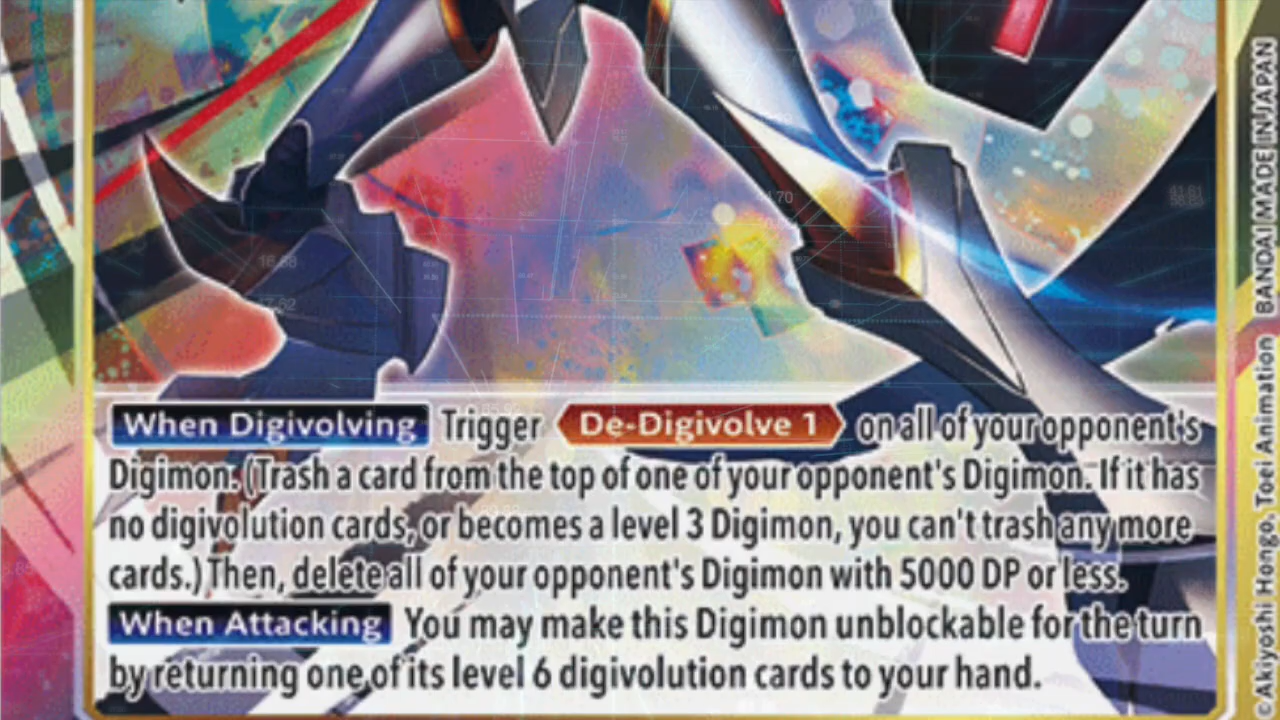 When Digivolving Trigger De-Digivolve 1 on all of your opponent's
Digimon. (Trash a card from the top of one of your opponent's Digimon. If it has
no digivolution cards, or becomes a level 3 Digimon, you can't trash any more
cards.) Then, delete all of your opponent's Digimon with 5000 DP or less.
When Attacking You may make this Digimon unblockable for the turn
by returning one of its level 6 digivolution cards to your hand.
©Akiyoshi Hongo, Toei Animation BANDAI MADE IN JAPAN